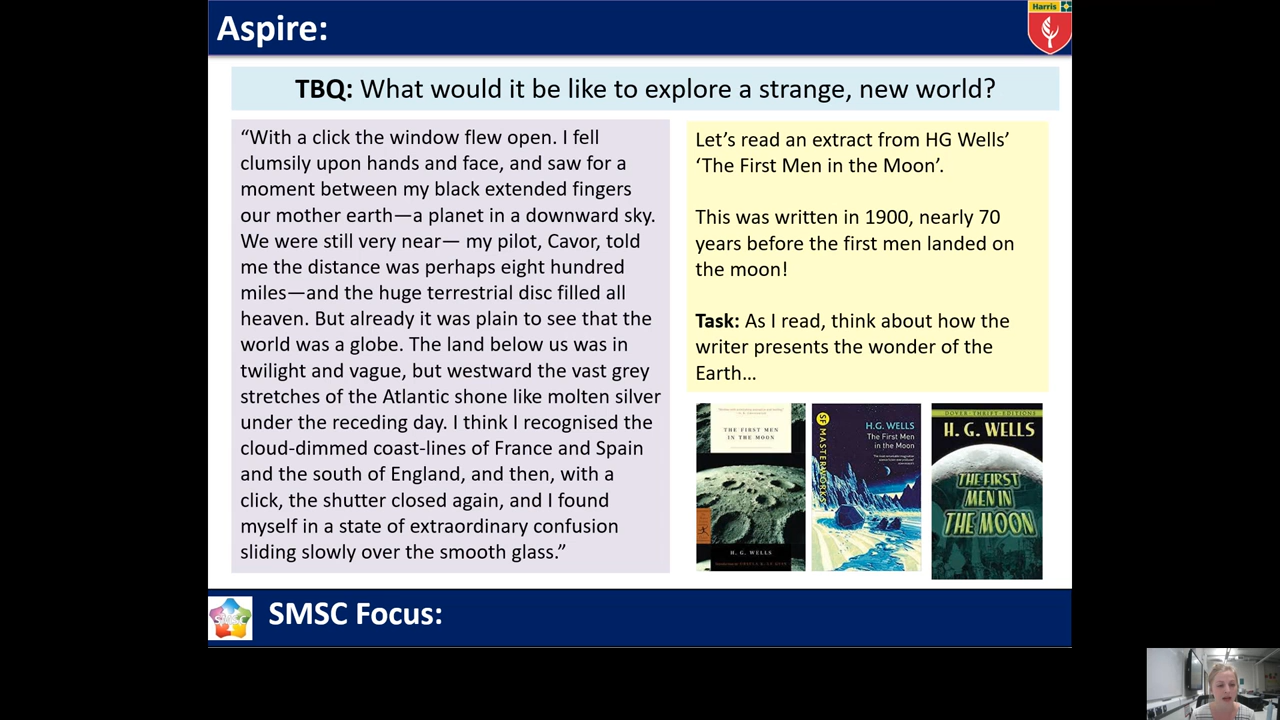 Aspire:
Harris
TBQ: What would it be like to explore a strange, new world?
“With a click the window flew open. I fell
clumsily upon hands and face, and saw for a
moment between my black extended fingers
our mother earth—a planet in a downward sky.
We were still very near— my pilot, Cavor, told
me the distance was perhaps eight hundred
miles—and the huge terrestrial disc filled all
heaven. But already it was plain to see that the
world was a globe. The land below us was in
twilight and vague, but westward the vast grey
stretches of the Atlantic shone like molten silver
under the receding day. I think I recognised the
cloud-dimmed coast-lines of France and Spain
and the south of England, and then, with a
click, the shutter closed again, and I found
myself in a state of extraordinary confusion
sliding slowly over the smooth glass.”
Let’s read an extract from HG Wells’
‘The First Men in the Moon’.
This was written in 1900, nearly 70
years before the first men landed on
the moon!
Task: As I read, think about how the
writer presents the wonder of the
Earth…
THE FIRST MEN
IN THE MOON
H. G. WELLS
SF MASTERWORKS
H.G. WELLS
The First Men
in the Moon
DOVER THRIFT EDITIONS
H. G. WELLS
THE FIRST
MEN IN
THE MOON
SMSC
SMSC Focus: